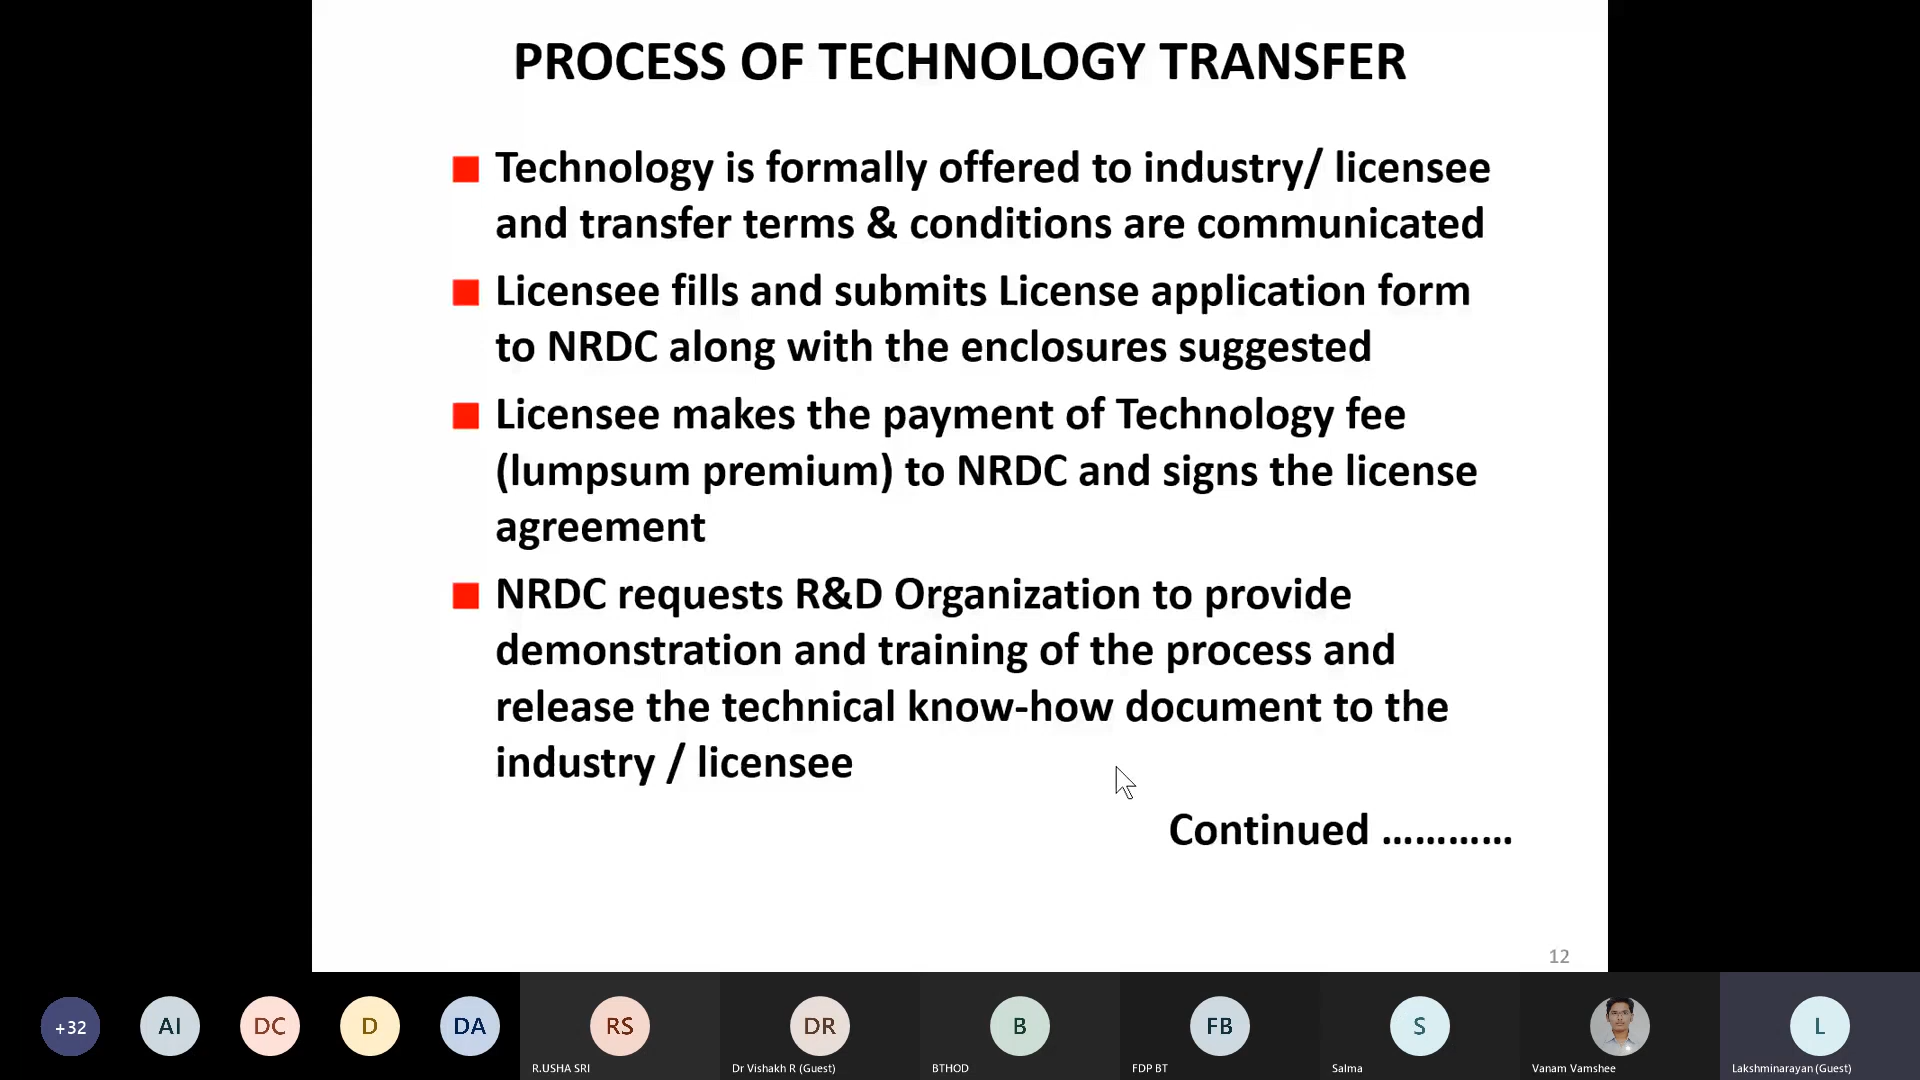 PROCESS OF TECHNOLOGY TRANSFER
Technology is formally offered to industry/ licensee
and transfer terms & conditions are communicated
Licensee fills and submits License application form
to NRDC along with the enclosures suggested
Licensee makes the payment of Technology fee
(lumpsum premium) to NRDC and signs the license
agreement
NRDC requests R&D Organization to provide
demonstration and training of the process and
release the technical know-how document to the
industry / licensee
Continued …………
12
+32 AI DC D DA RS DR B FB S L
R.USHA SRI Dr Vishakh R (Guest) BTHOD FDP BT Salma Vanam Vamshee Lakshminarayan (Guest)